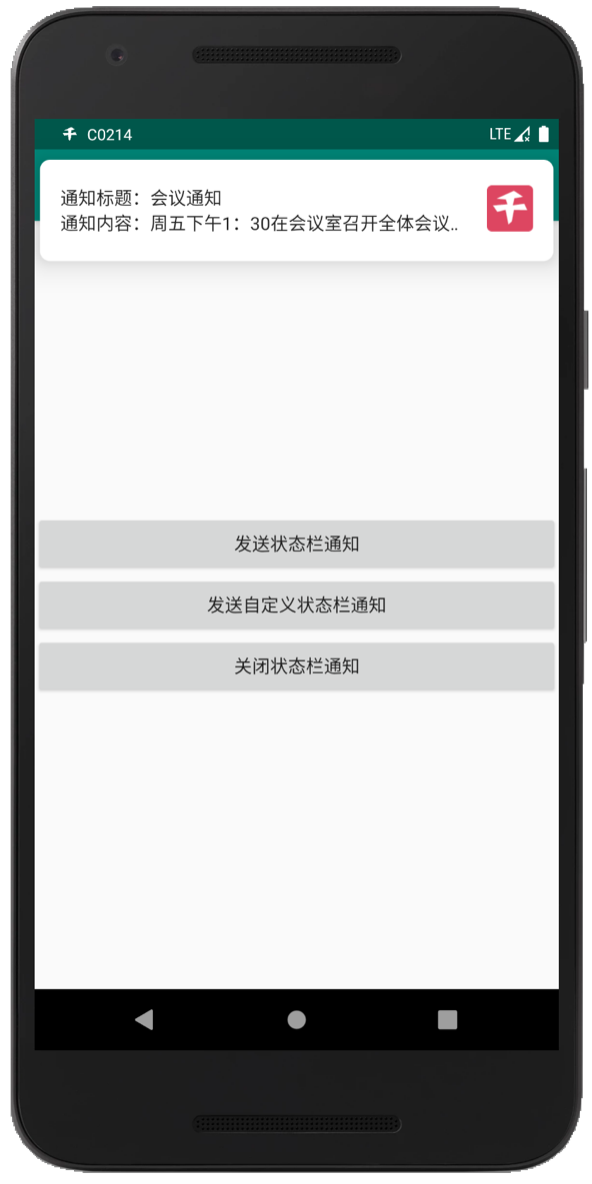 千 C0214 LTE
通知标题：会议通知
通知内容：周五下午1：30在会议室召开全体会议..
千
发送状态栏通知
发送自定义状态栏通知
关闭状态栏通知